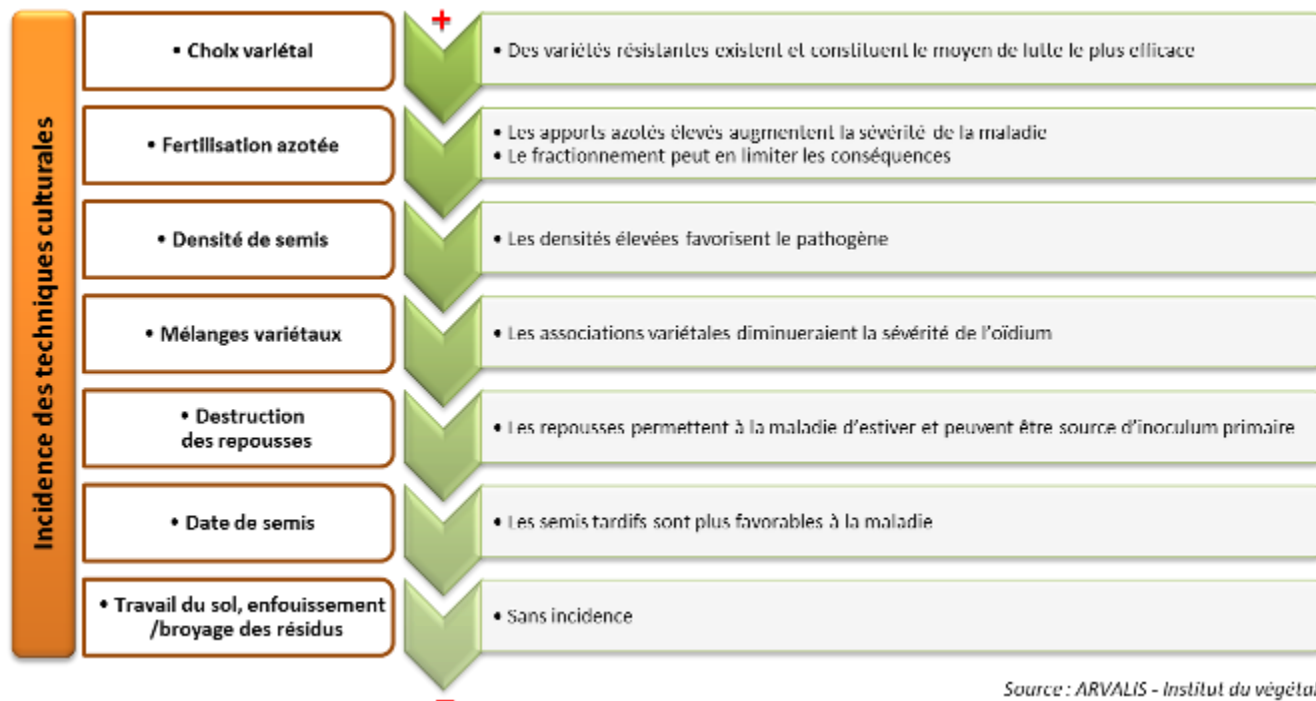 Incidence des techniques culturales
+
• Choix variétal
• Des variétés résistantes existent et constituent le moyen de lutte le plus efficace
• Fertilisation azotée
• Les apports azotés élevés augmentent la sévérité de la maladie
• Le fractionnement peut en limiter les conséquences
• Densité de semis
• Les densités élevées favorisent le pathogène
• Mélanges variétaux
• Les associations variétales diminueraient la sévérité de l'oïdium
• Destruction
des repousses
• Les repousses permettent à la maladie d'estiver et peuvent être source d'inoculum primaire
• Date de semis
• Les semis tardifs sont plus favorables à la maladie
• Travail du sol, enfouissement
/broyage des résidus
• Sans incidence
–
Source : ARVALIS - Institut du végétal